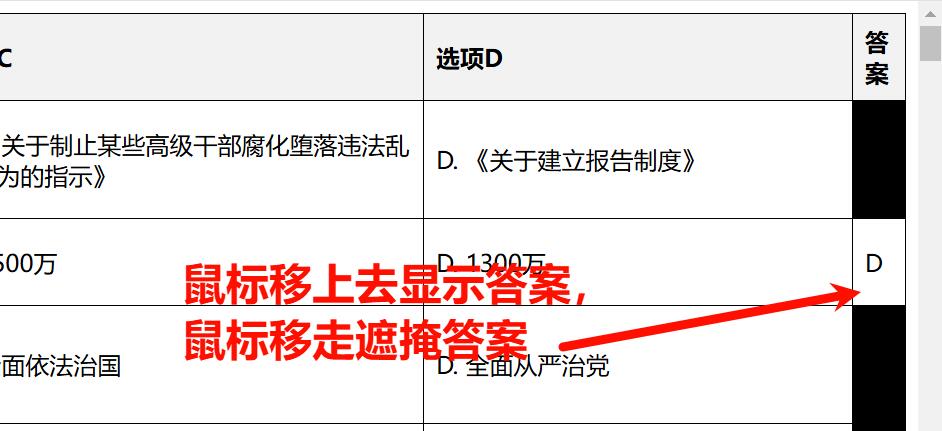 C
选项D
答
案
关于制止某些高级干部腐化堕落违法乱
为的指示》
D. 《关于建立报告制度》
500万
D. 1300万
D
鼠标移上去显示答案，
鼠标移走遮掩答案
面依法治国
D. 全面从严治党